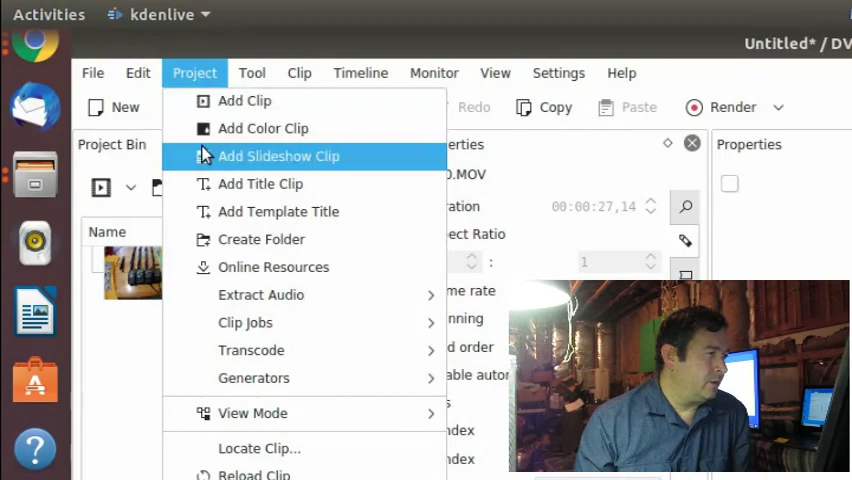 Activities kdenlive
Untitled* / DV
File Edit Project Tool Clip Timeline Monitor View Settings Help
New Redo Copy Paste Render
Project Bin
Name
Add Clip
Add Color Clip
Add Slideshow Clip
Add Title Clip
Add Template Title
Create Folder
Online Resources
Extract Audio
Clip Jobs
Transcode
Generators
View Mode
Locate Clip...
Reload Clip
erties
0.MOV
ration 00:00:27,14
pect Ratio
: 1
me rate
nning
d order
able autor
s
ndex
ndex
Properties